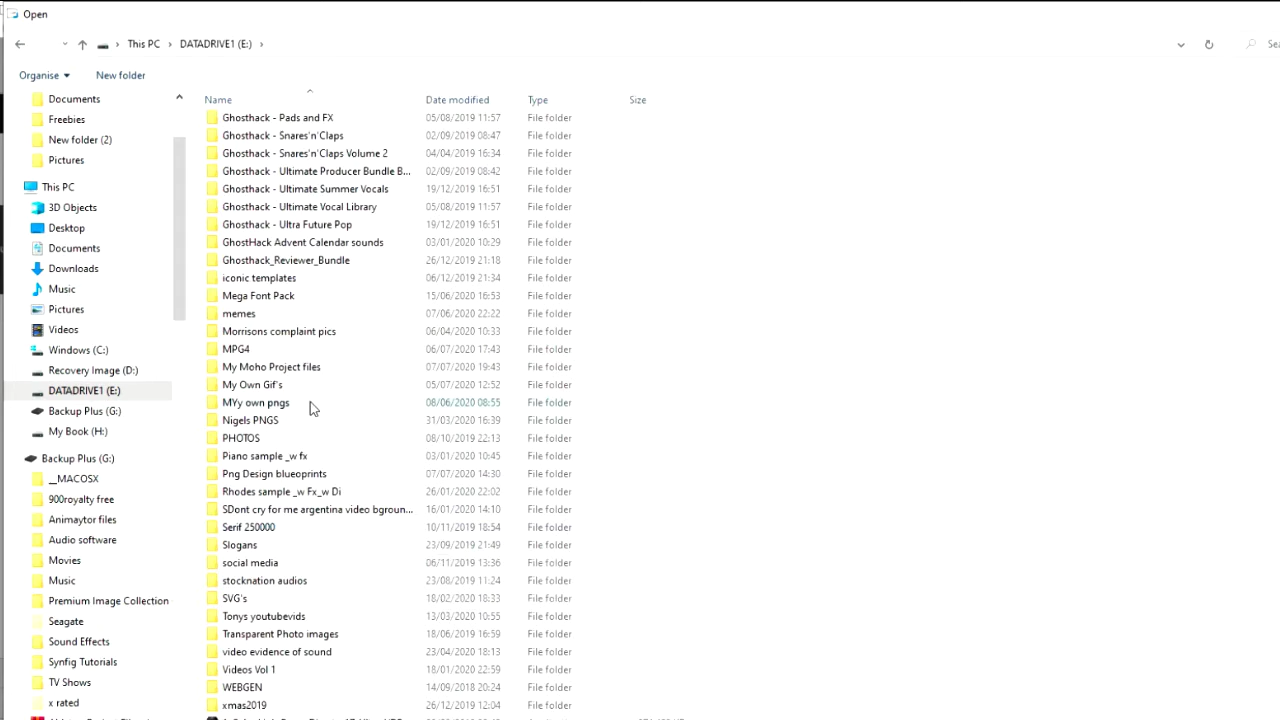 Open
This PC > DATADRIVE1 (E:) >
Organise New folder
Documents
Freebies
New folder (2)
Pictures
This PC
3D Objects
Desktop
Documents
Downloads
Music
Pictures
Videos
Windows (C:)
Recovery Image (D:)
DATADRIVE1 (E:)
Backup Plus (G:)
My Book (H:)
Backup Plus (G:)
__MACOSX
900royalty free
Animaytor files
Audio software
Movies
Music
Premium Image Collection
Seagate
Sound Effects
Synfig Tutorials
TV Shows
x rated
Name Date modified Type Size
Ghosthack - Pads and FX 05/08/2019 11:57 File folder
Ghosthack - Snares'n'Claps 02/09/2019 08:47 File folder
Ghosthack - Snares'n'Claps Volume 2 04/04/2019 16:34 File folder
Ghosthack - Ultimate Producer Bundle B... 02/09/2019 08:42 File folder
Ghosthack - Ultimate Summer Vocals 19/12/2019 16:51 File folder
Ghosthack - Ultimate Vocal Library 05/08/2019 11:57 File folder
Ghosthack - Ultra Future Pop 19/12/2019 16:51 File folder
GhostHack Advent Calendar sounds 03/01/2020 10:29 File folder
Ghosthack_Reviewer_Bundle 26/12/2019 21:18 File folder
iconic templates 06/12/2019 21:34 File folder
Mega Font Pack 15/06/2020 16:53 File folder
memes 07/06/2020 22:22 File folder
Morrisons complaint pics 06/04/2020 10:33 File folder
MPG4 06/07/2020 17:43 File folder
My Moho Project files 07/07/2020 19:43 File folder
My Own Gif's 05/07/2020 12:52 File folder
MYy own pngs 08/06/2020 08:55 File folder
Nigels PNGS 31/03/2020 16:39 File folder
PHOTOS 08/10/2019 22:13 File folder
Piano sample _w fx 03/01/2020 10:45 File folder
Png Design blueoprints 07/07/2020 14:30 File folder
Rhodes sample _w Fx_w Di 26/01/2020 22:02 File folder
SDont cry for me argentina video bgroun... 16/01/2020 14:10 File folder
Serif 250000 10/11/2019 18:54 File folder
Slogans 23/09/2019 21:49 File folder
social media 06/11/2019 13:36 File folder
stocknation audios 23/08/2019 11:24 File folder
SVG's 18/02/2020 18:33 File folder
Tonys youtubevids 13/03/2020 10:55 File folder
Transparent Photo images 18/06/2019 16:59 File folder
video evidence of sound 23/04/2020 18:13 File folder
Videos Vol 1 18/01/2020 22:59 File folder
WEBGEN 14/09/2018 20:24 File folder
xmas2019 26/12/2019 12:04 File folder